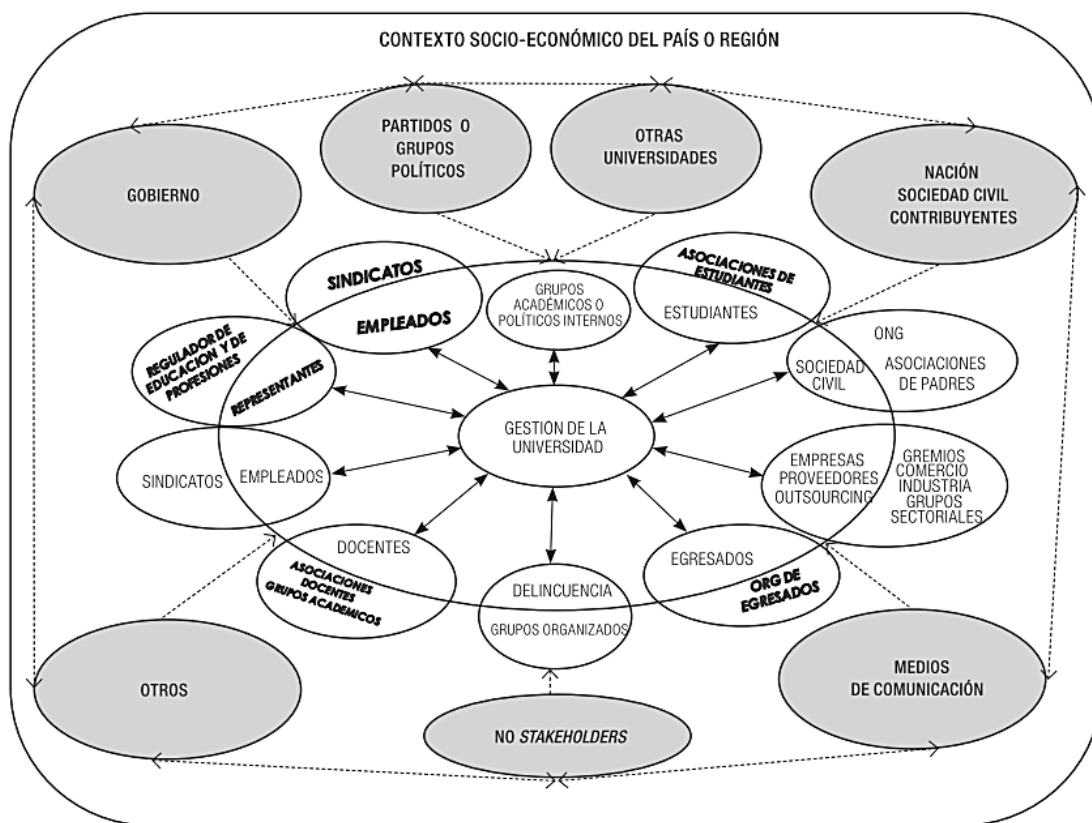 CONTEXTO SOCIO-ECONÓMICO DEL PAÍS O REGIÓN
PARTIDOS O
GRUPOS
POLÍTICOS
OTRAS
UNIVERSIDADES
GOBIERNO
NACIÓN
SOCIEDAD CIVIL
CONTRIBUYENTES
SINDICATOS
EMPLEADOS
GRUPOS
ACADÉMICOS O
POLÍTICOS INTERNOS
ASOCIACIONES DE
ESTUDIANTES
ESTUDIANTES
REGULADOR DE
EDUCACION Y DE
PROFESIONES
REPRESENTANTES
ONG
SOCIEDAD
CIVIL
ASOCIACIONES
DE PADRES
GESTIÓN DE LA
UNIVERSIDAD
SINDICATOS
EMPLEADOS
EMPRESAS
PROVEEDORES
OUTSOURCING
GREMIOS
COMERCIO
INDUSTRIA
GRUPOS
SECTORIALES
DOCENTES
ASOCIACIONES
DOCENTES
GRUPOS ACADEMICOS
DELINCUENCIA
GRUPOS ORGANIZADOS
EGRESADOS
ORG DE
EGRESADOS
OTROS
NO STAKEHOLDERS
MEDIOS
DE COMUNICACIÓN